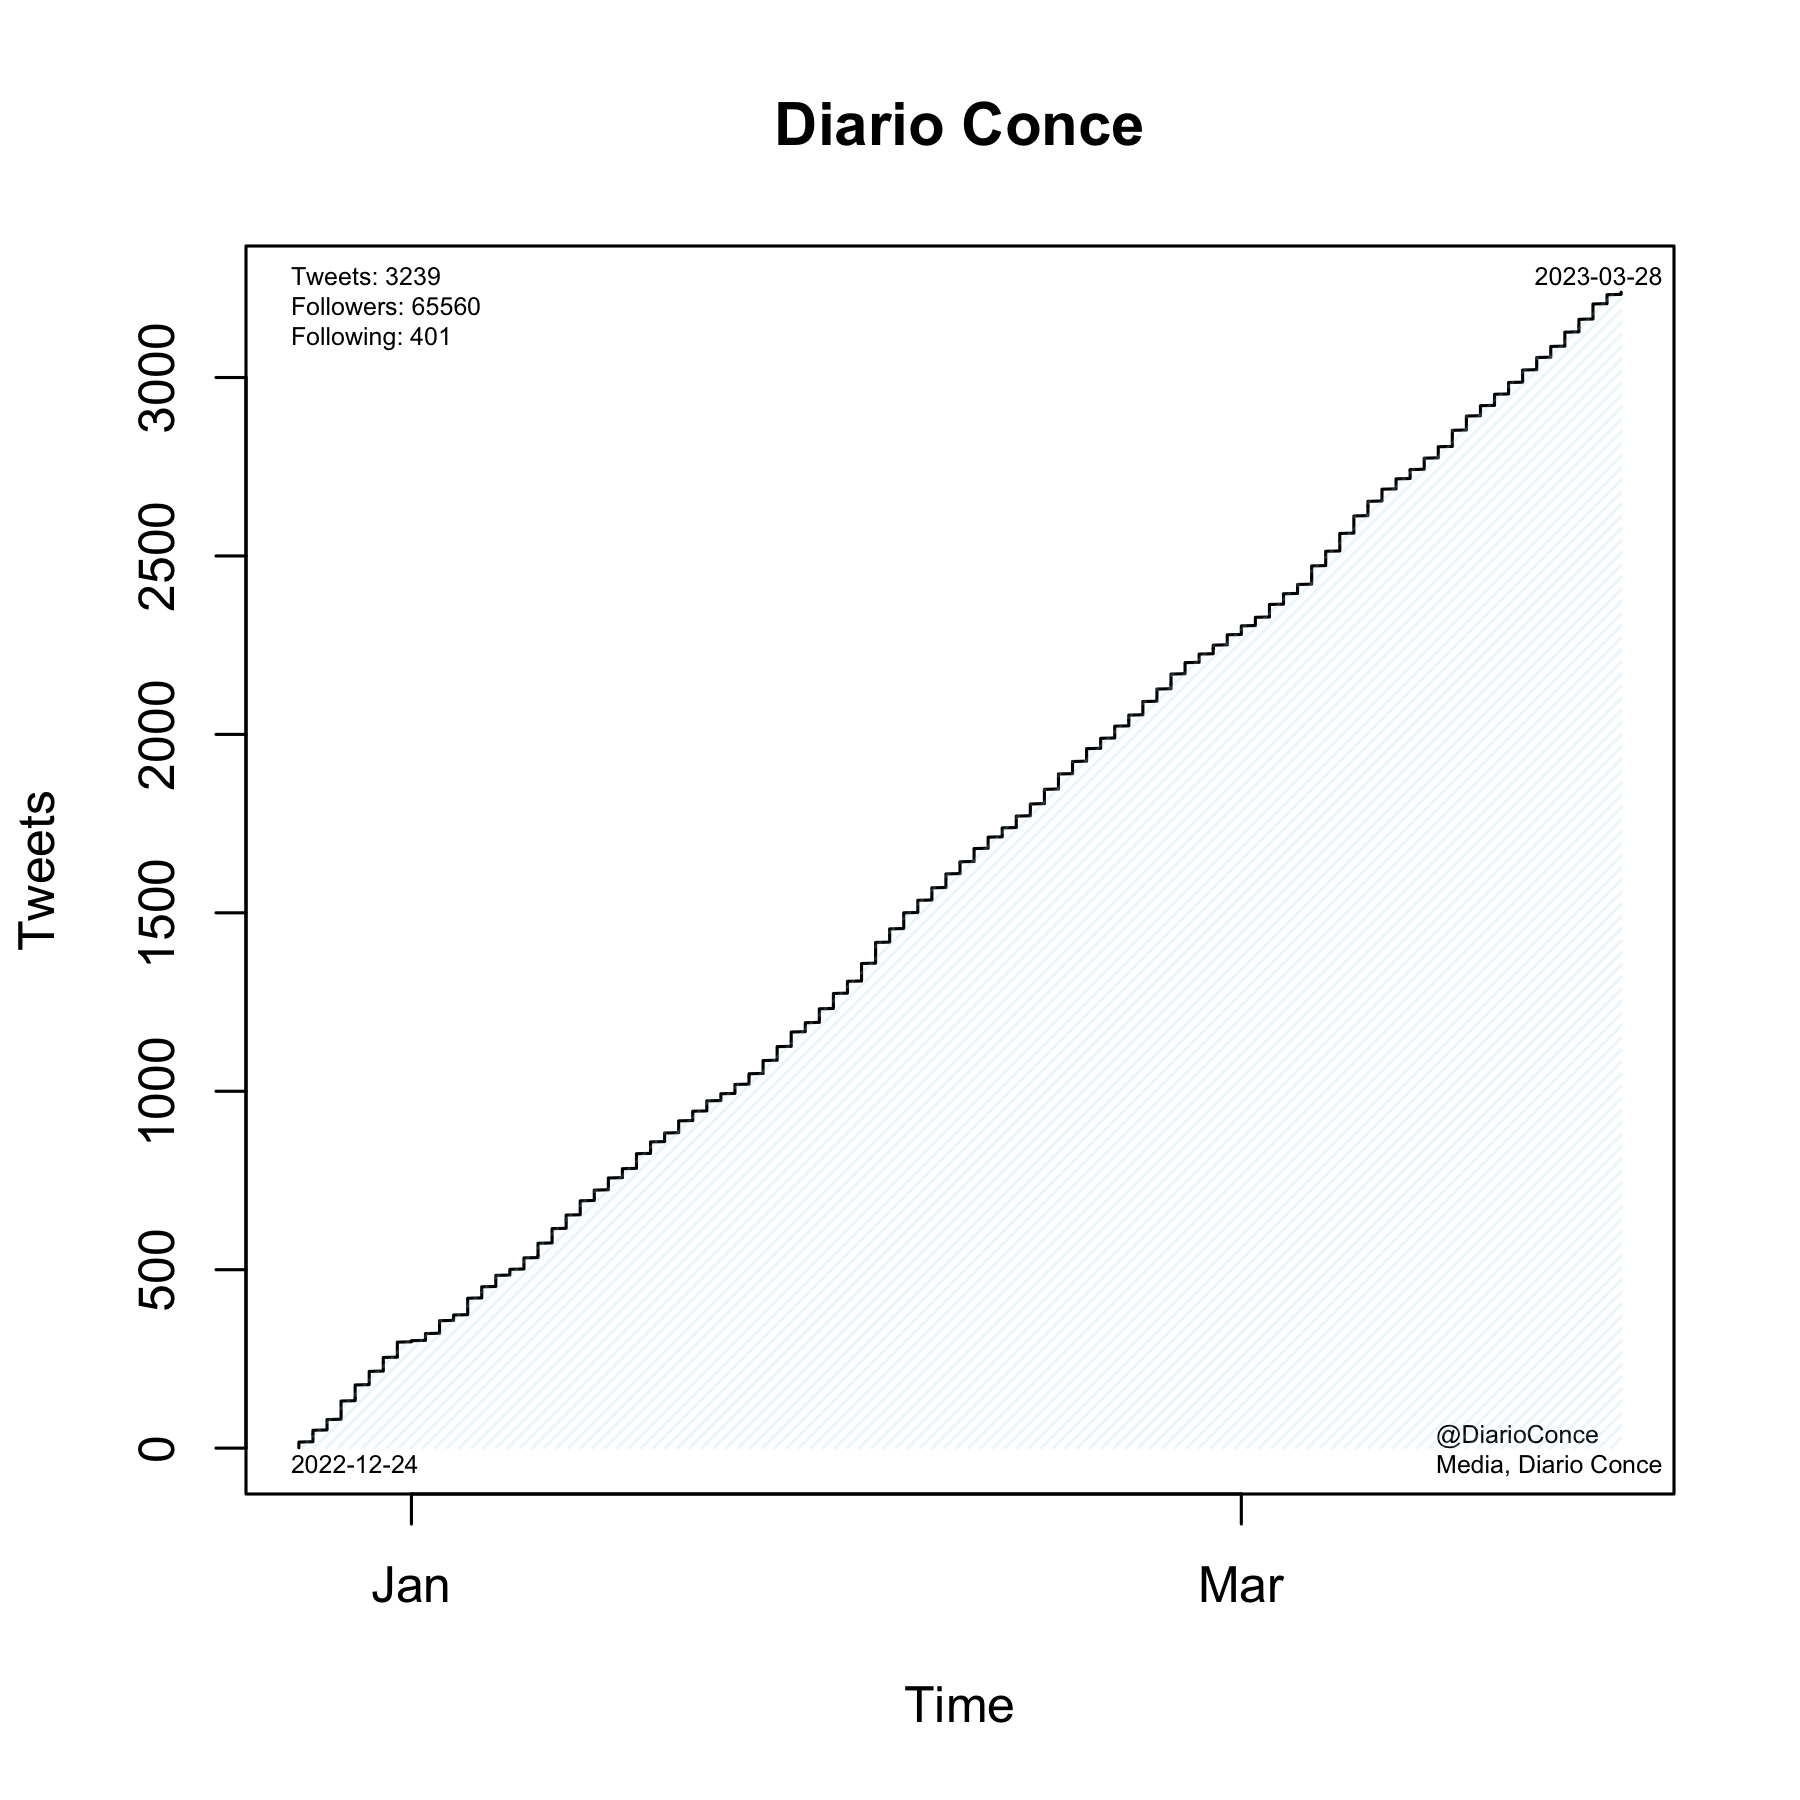 Diario Conce
Tweets: 3239
Followers: 65560
Following: 401
2023-03-28
3000
2500
2000
1500
1000
500
0
Tweets
2022-12-24
@DiarioConce
Media, Diario Conce
Jan
Mar
Time